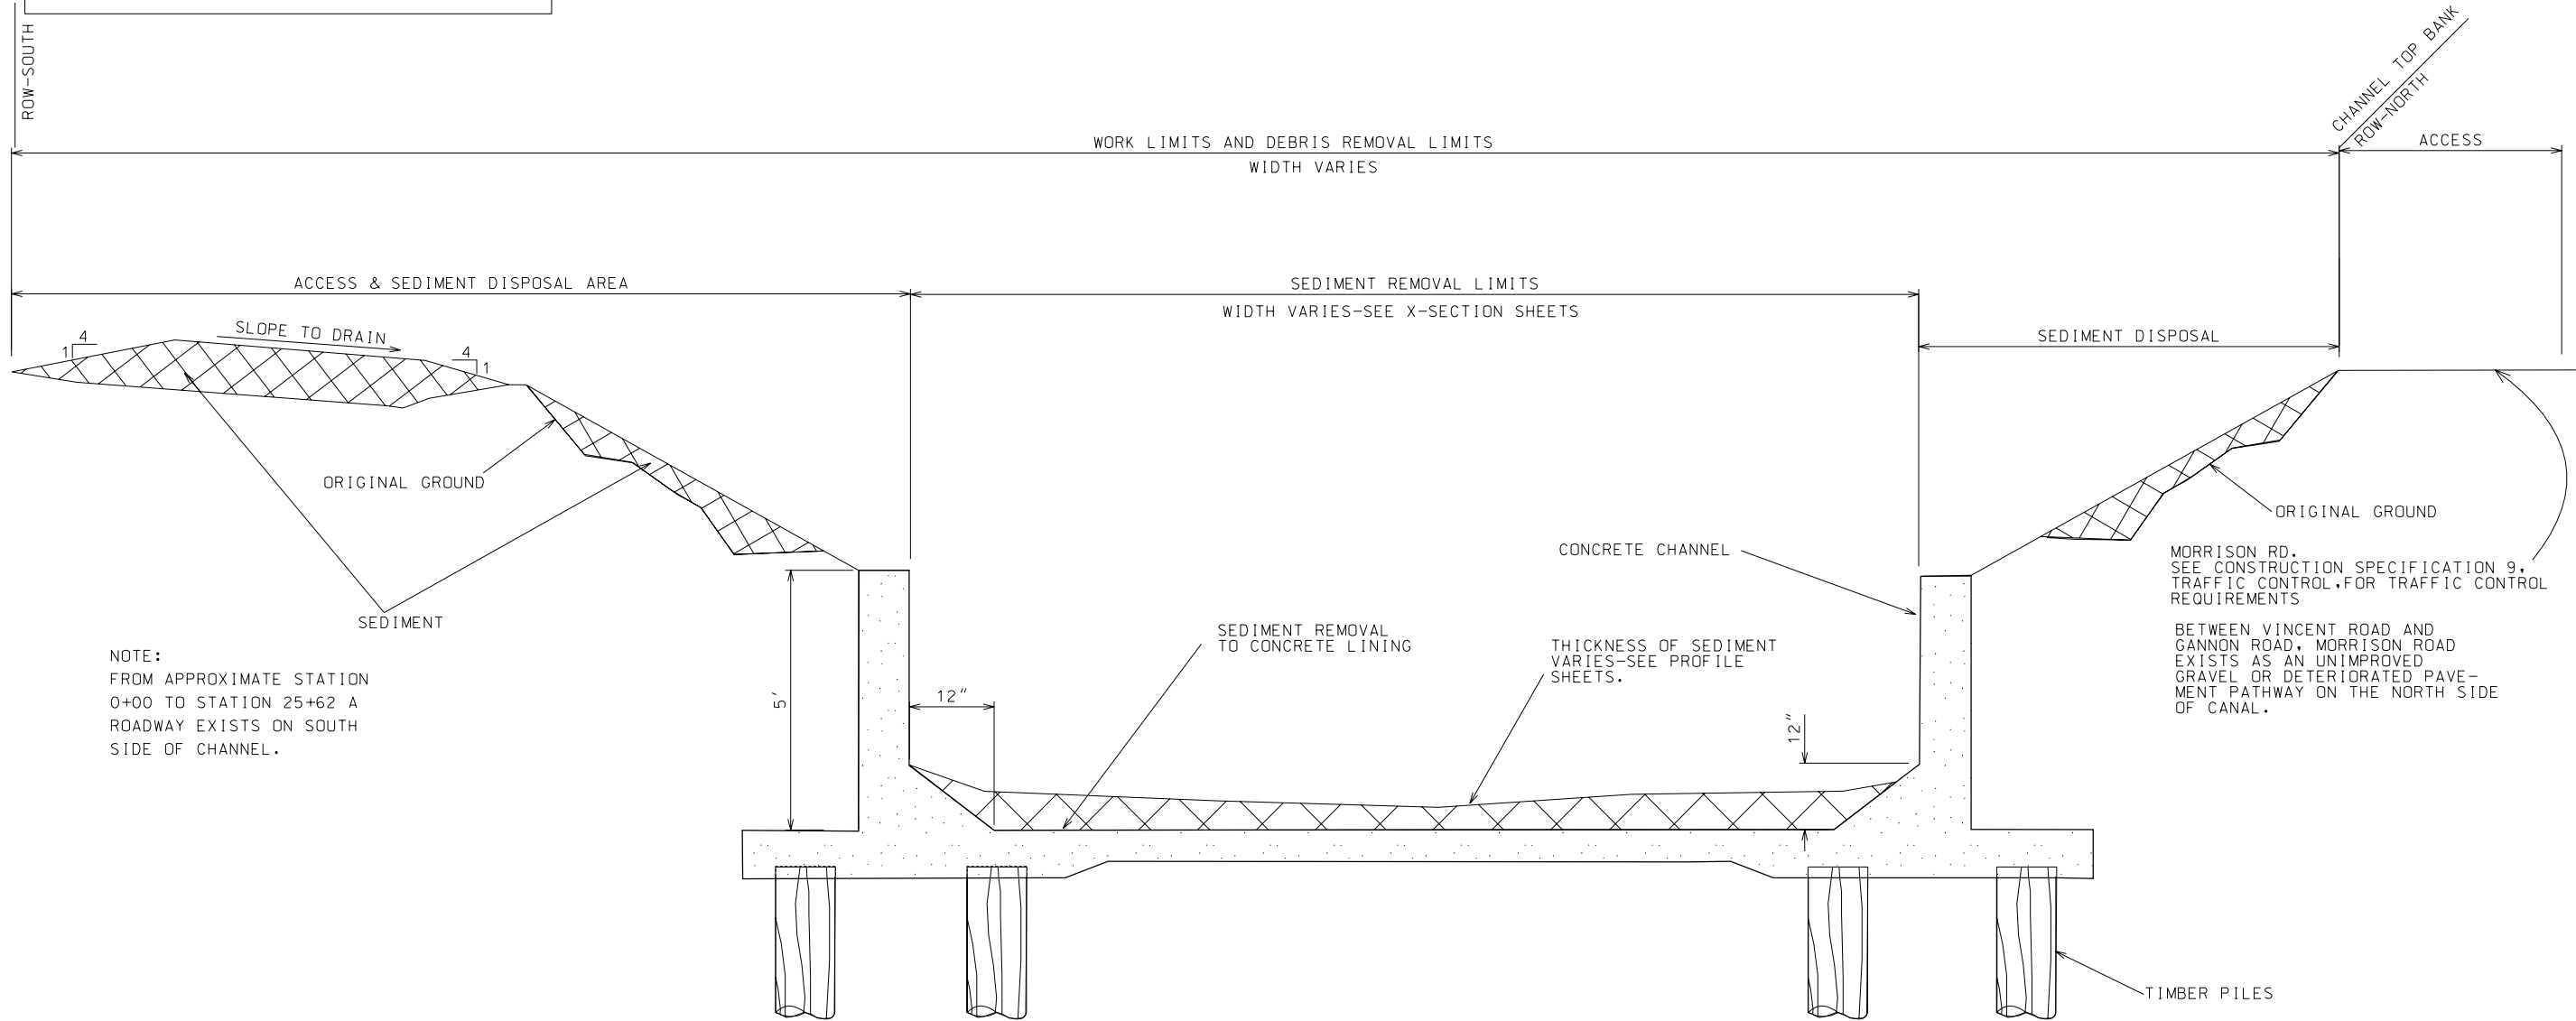 ROW-SOUTH
CHANNEL TOP BANK
ROW-NORTH
WORK LIMITS AND DEBRIS REMOVAL LIMITS
WIDTH VARIES
ACCESS
ACCESS & SEDIMENT DISPOSAL AREA
SEDIMENT REMOVAL LIMITS
WIDTH VARIES-SEE X-SECTION SHEETS
SEDIMENT DISPOSAL
4
1
SLOPE TO DRAIN
4
1
ORIGINAL GROUND
SEDIMENT
NOTE:
FROM APPROXIMATE STATION
0+00 TO STATION 25+62 A
ROADWAY EXISTS ON SOUTH
SIDE OF CHANNEL.
5'
12"
SEDIMENT REMOVAL
TO CONCRETE LINING
CONCRETE CHANNEL
THICKNESS OF SEDIMENT
VARIES-SEE PROFILE
SHEETS.
12"
ORIGINAL GROUND
MORRISON RD.
SEE CONSTRUCTION SPECIFICATION 9,
TRAFFIC CONTROL,FOR TRAFFIC CONTROL
REQUIREMENTS
BETWEEN VINCENT ROAD AND
GANNON ROAD, MORRISON ROAD
EXISTS AS AN UNIMPROVED
GRAVEL OR DETERIORATED PAVE-
MENT PATHWAY ON THE NORTH SIDE
OF CANAL.
TIMBER PILES